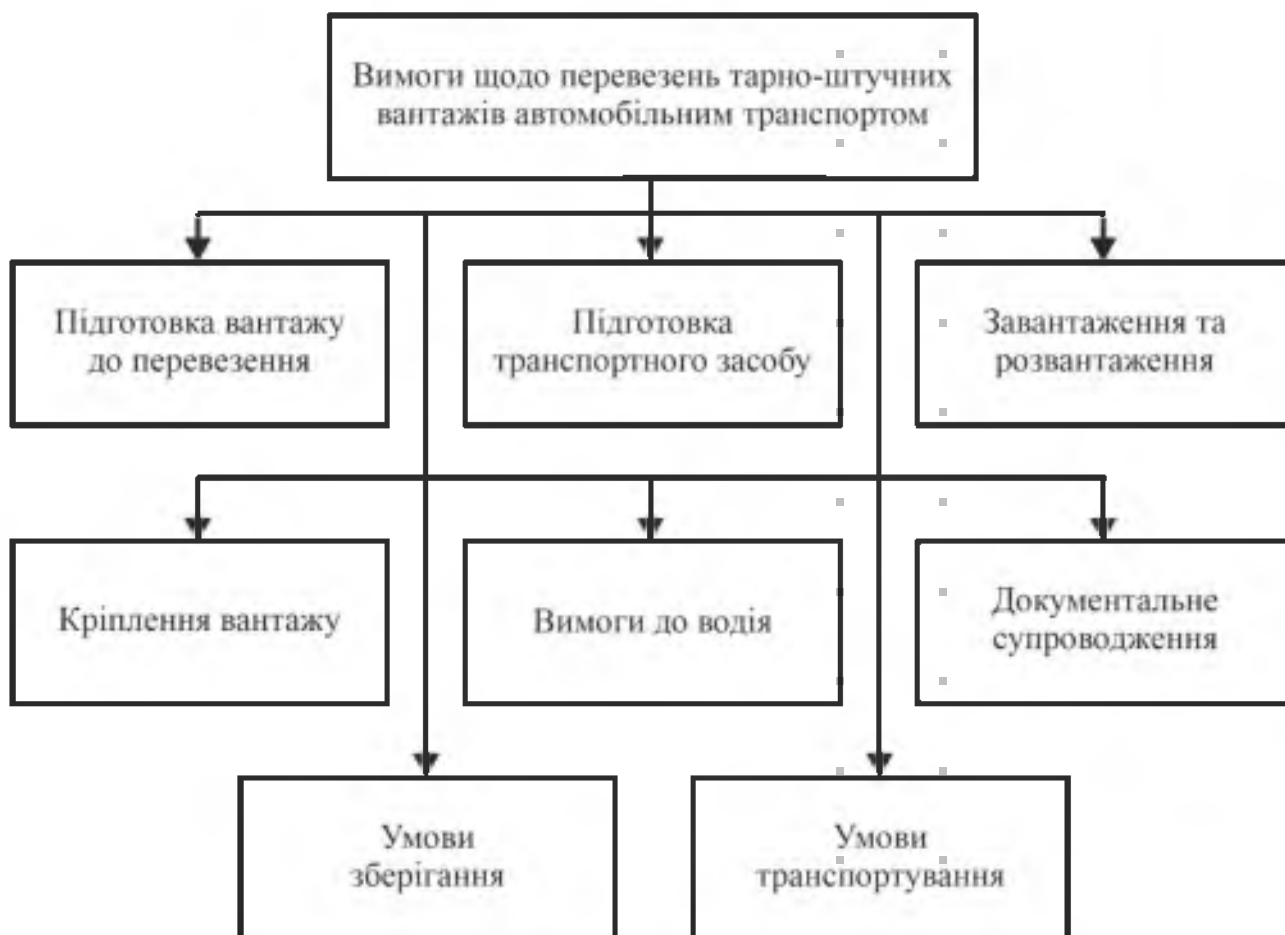 Вимоги щодо перевезень тарно-штучних
вантажів автомобільним транспортом
Підготовка вантажу
до перевезення
Підготовка
транспортного засобу
Завантаження та
розвантаження
Кріплення вантажу
Вимоги до водія
Документальне
супроводження
Умови
зберігання
Умови
транспортування